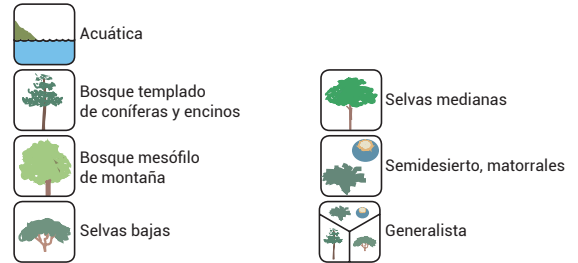 Acuática
Bosque templado
de coníferas y encinos
Bosque mesófilo
de montaña
Selvas bajas
Selvas medianas
Semidesierto, matorrales
Generalista